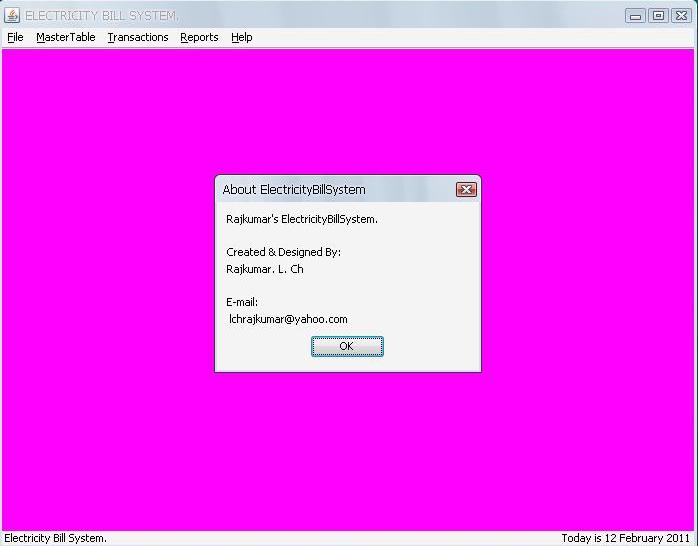 ELECTRICITY BILL SYSTEM.
File MasterTable Transactions Reports Help
About ElectricityBillSystem
Rajkumar's ElectricityBillSystem.
Created & Designed By:
Rajkumar. L. Ch
E-mail:
lchrajkumar@yahoo.com
OK
Electricity Bill System. Today is 12 February 2011